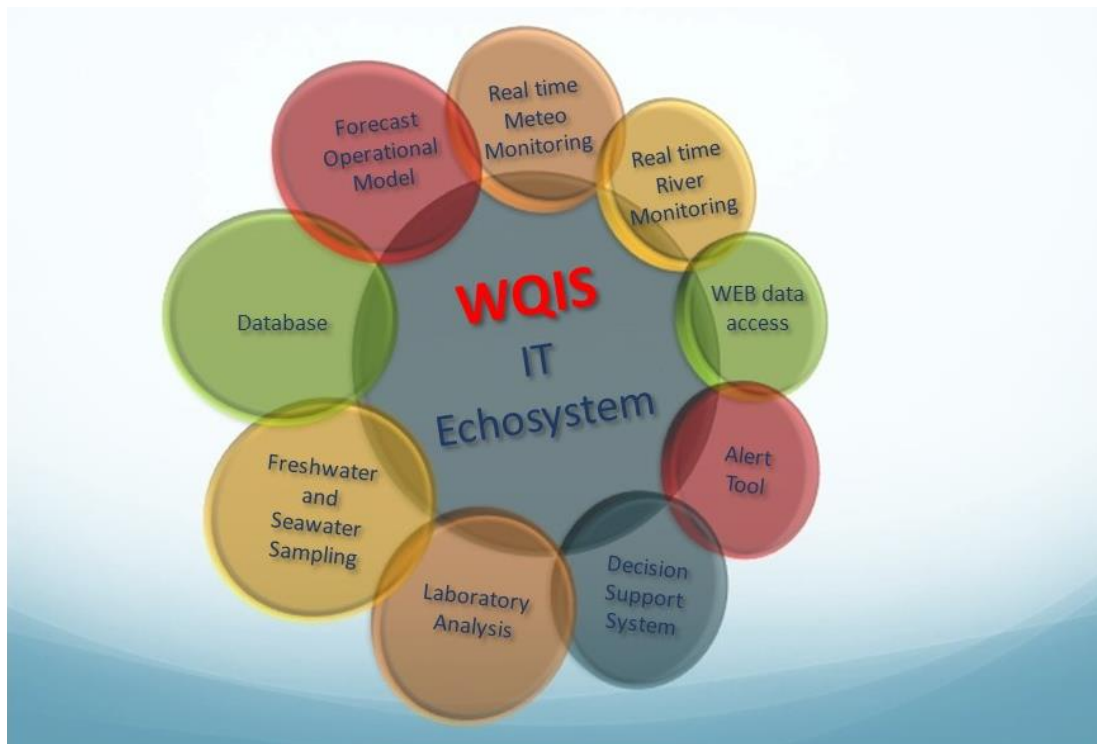 WQIS
IT
Echosystem
Real time
Meteo
Monitoring
Real time
River
Monitoring
WEB data
access
Alert
Tool
Decision
Support
System
Laboratory
Analysis
Freshwater
and
Seawater
Sampling
Database
Forecast
Operational
Model